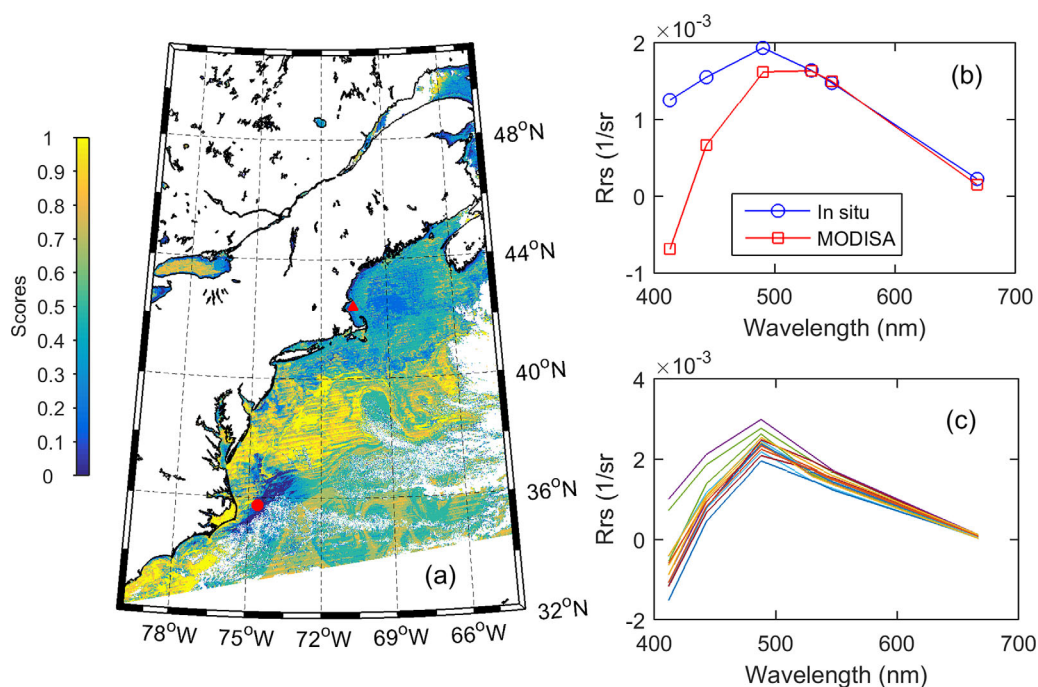 1
0.9
0.8
0.7
0.6
0.5
0.4
0.3
0.2
0.1
0
Scores
48°N
44°N
40°N
36°N
32°N
78°W
75°W
72°W
69°W
66°W
(a)
×10⁻³
2
1
0
-1
Rrs (1/sr)
400
500
600
700
Wavelength (nm)
(b)
In situ
MODISA
×10⁻³
4
2
0
-2
Rrs (1/sr)
400
500
600
700
Wavelength (nm)
(c)